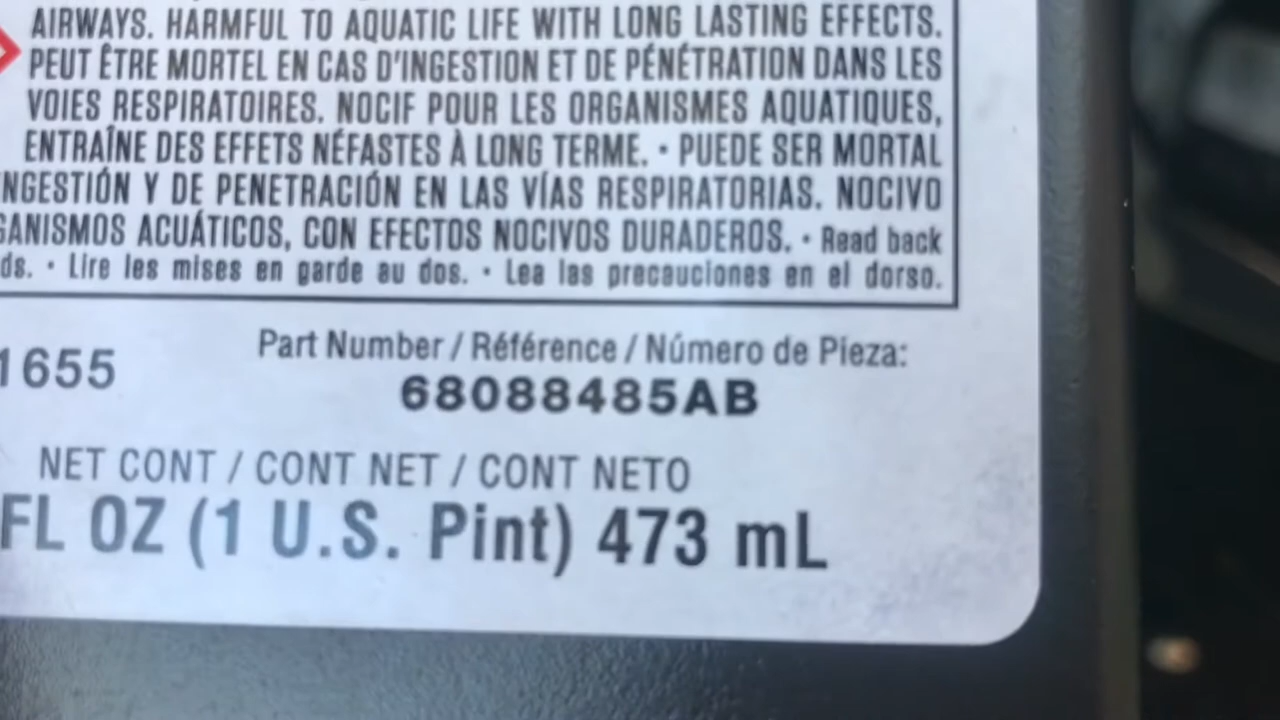 AIRWAYS. HARMFUL TO AQUATIC LIFE WITH LONG LASTING EFFECTS.
PEUT ÊTRE MORTEL EN CAS D'INGESTION ET DE PÉNÉTRATION DANS LES
VOIES RESPIRATOIRES. NOCIF POUR LES ORGANISMES AQUATIQUES,
ENTRAÎNE DES EFFETS NÉFASTES À LONG TERME. • PUEDE SER MORTAL
NGESTIÓN Y DE PENETRACIÓN EN LAS VÍAS RESPIRATORIAS. NOCIVO
GANISMOS ACUÁTICOS, CON EFECTOS NOCIVOS DURADEROS. • Read back
ds. • Lire les mises en garde au dos. • Lea las precauciones en el dorso.
Part Number / Référence / Número de Pieza:
1655
68088485AB
NET CONT / CONT NET / CONT NETO
FL OZ (1 U.S. Pint) 473 mL